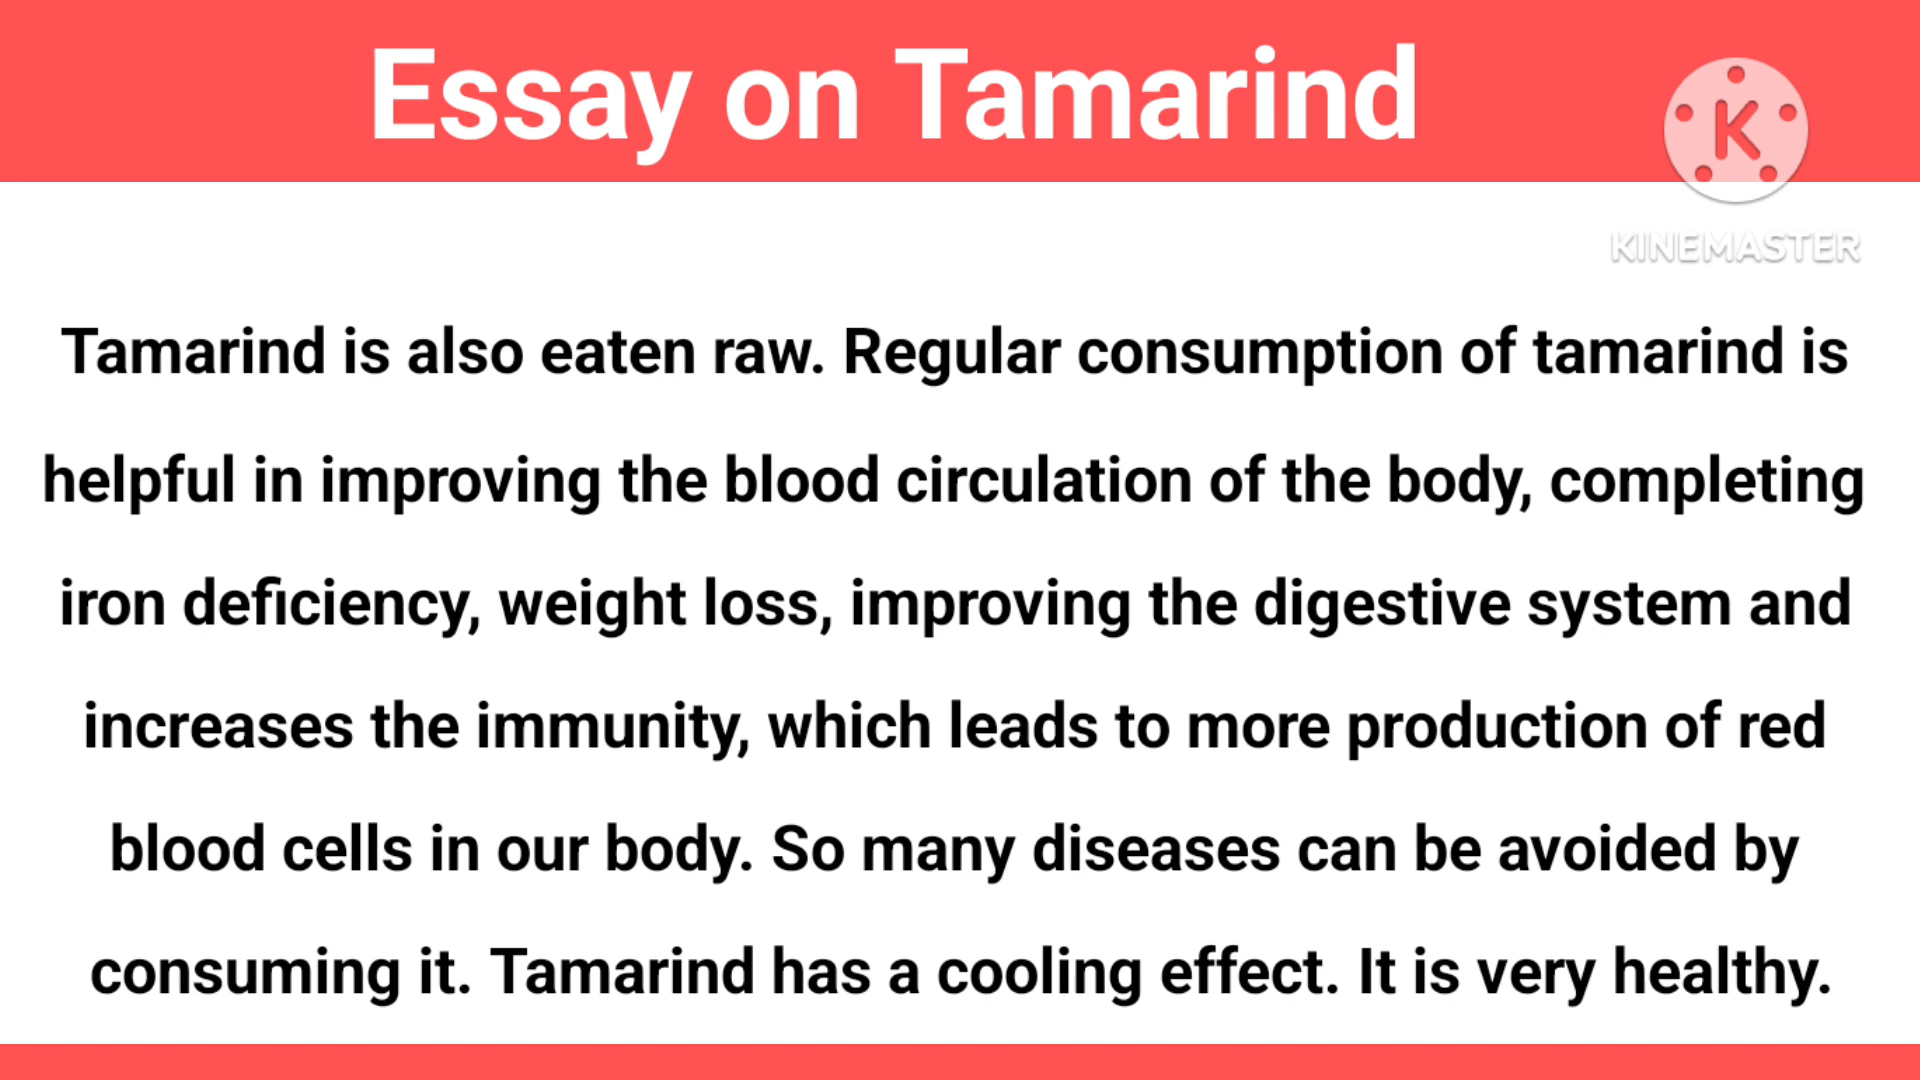 Essay on Tamarind
K
KINEMASTER
Tamarind is also eaten raw. Regular consumption of tamarind is
helpful in improving the blood circulation of the body, completing
iron deficiency, weight loss, improving the digestive system and
increases the immunity, which leads to more production of red
blood cells in our body. So many diseases can be avoided by
consuming it. Tamarind has a cooling effect. It is very healthy.